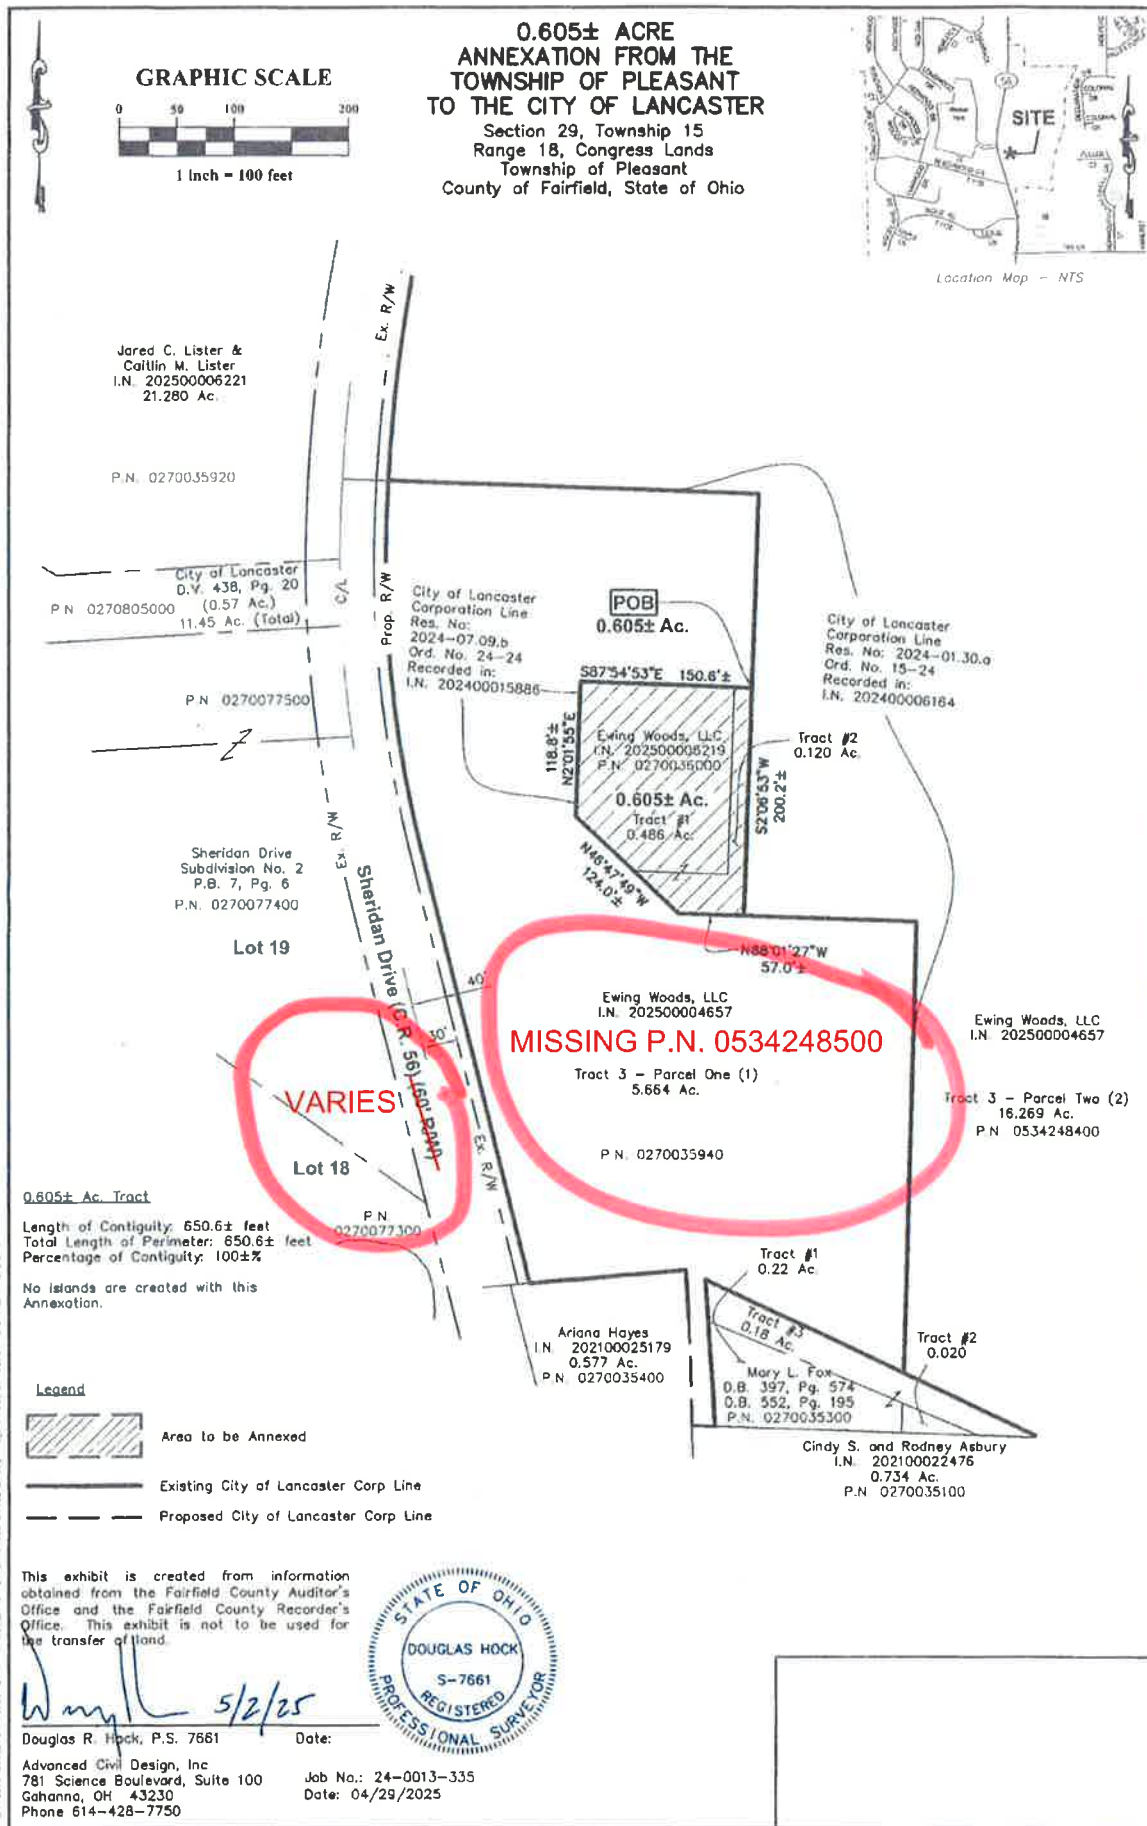 0.605± ACRE
ANNEXATION FROM THE
TOWNSHIP OF PLEASANT
TO THE CITY OF LANCASTER
Section 29, Township 15
Range 18, Congress Lands
Township of Pleasant
County of Fairfield, State of Ohio
GRAPHIC SCALE
0 50 100 200
1 inch = 100 feet
SITE
Location Map - NTS
Jared C. Lister &
Caitlin M. Lister
I.N. 202500006221
21.280 Ac.
P.N. 0270035920
Ex. R/W
City of Lancaster
D.V. 438, Pg. 20
(0.57 Ac.)
11.45 Ac. (Total)
P.N 0270805000
C/L
Prop. R/W
P.N 0270077500
City of Lancaster
Corporation Line
Res. No:
2024-07.09.b
Ord. No. 24-24
Recorded in:
I.N. 202400015886
POB
0.605± Ac.
City of Lancaster
Corporation Line
Res. No: 2024-01.30.a
Ord. No. 15-24
Recorded in:
I.N. 202400006164
S87°54'53"E 150.6'±
118.8'±
N2°01'55"E
Ewing Woods, LLC
I.N. 202500006219
P.N. 0270036000
0.605± Ac.
Tract #1
0.486 Ac.
Tract #2
0.120 Ac.
S2°06'53"W
200.2'±
N46°47'49"W
124.0'±
N88°01'27"W
57.0'±
Sheridan Drive
Subdivision No. 2
P.B. 7, Pg. 6
P.N. 0270077400
Lot 19
Ex. R/W
Sheridan Drive (C.R. 56) (60' R/W)
40'
30'
Ex. R/W
VARIES
Lot 18
P.N.
0270077300
Ewing Woods, LLC
I.N. 202500004657
MISSING P.N. 0534248500
Tract 3 - Parcel One (1)
5.664 Ac.
P.N. 0270035940
Ewing Woods, LLC
I.N. 202500004657
Tract 3 - Parcel Two (2)
16.269 Ac.
P.N 0534248400
0.605± Ac. Tract
Length of Contiguity: 650.6± feet
Total Length of Perimeter: 650.6± feet
Percentage of Contiguity: 100±%
No islands are created with this
Annexation.
Ariana Hayes
I.N. 202100025179
0.577 Ac.
P.N. 0270035400
Tract #1
0.22 Ac.
Tract #3
0.18 Ac.
Tract #2
0.020
Mary L. Fox
O.B. 397, Pg. 574
O.B. 552, Pg. 195
P.N. 0270035300
Cindy S. and Rodney Asbury
I.N. 202100022476
0.734 Ac.
P.N 0270035100
Legend
Area to be Annexed
Existing City of Lancaster Corp Line
Proposed City of Lancaster Corp Line
This exhibit is created from information
obtained from the Fairfield County Auditor's
Office and the Fairfield County Recorder's
Office. This exhibit is not to be used for
the transfer of land.
5/2/25
Douglas R. Hock, P.S. 7661 Date:
STATE OF OHIO
DOUGLAS HOCK
S-7661
REGISTERED
PROFESSIONAL SURVEYOR
Advanced Civil Design, Inc
781 Science Boulevard, Suite 100
Gahanna, OH 43230
Phone 614-428-7750
Job No.: 24-0013-335
Date: 04/29/2025